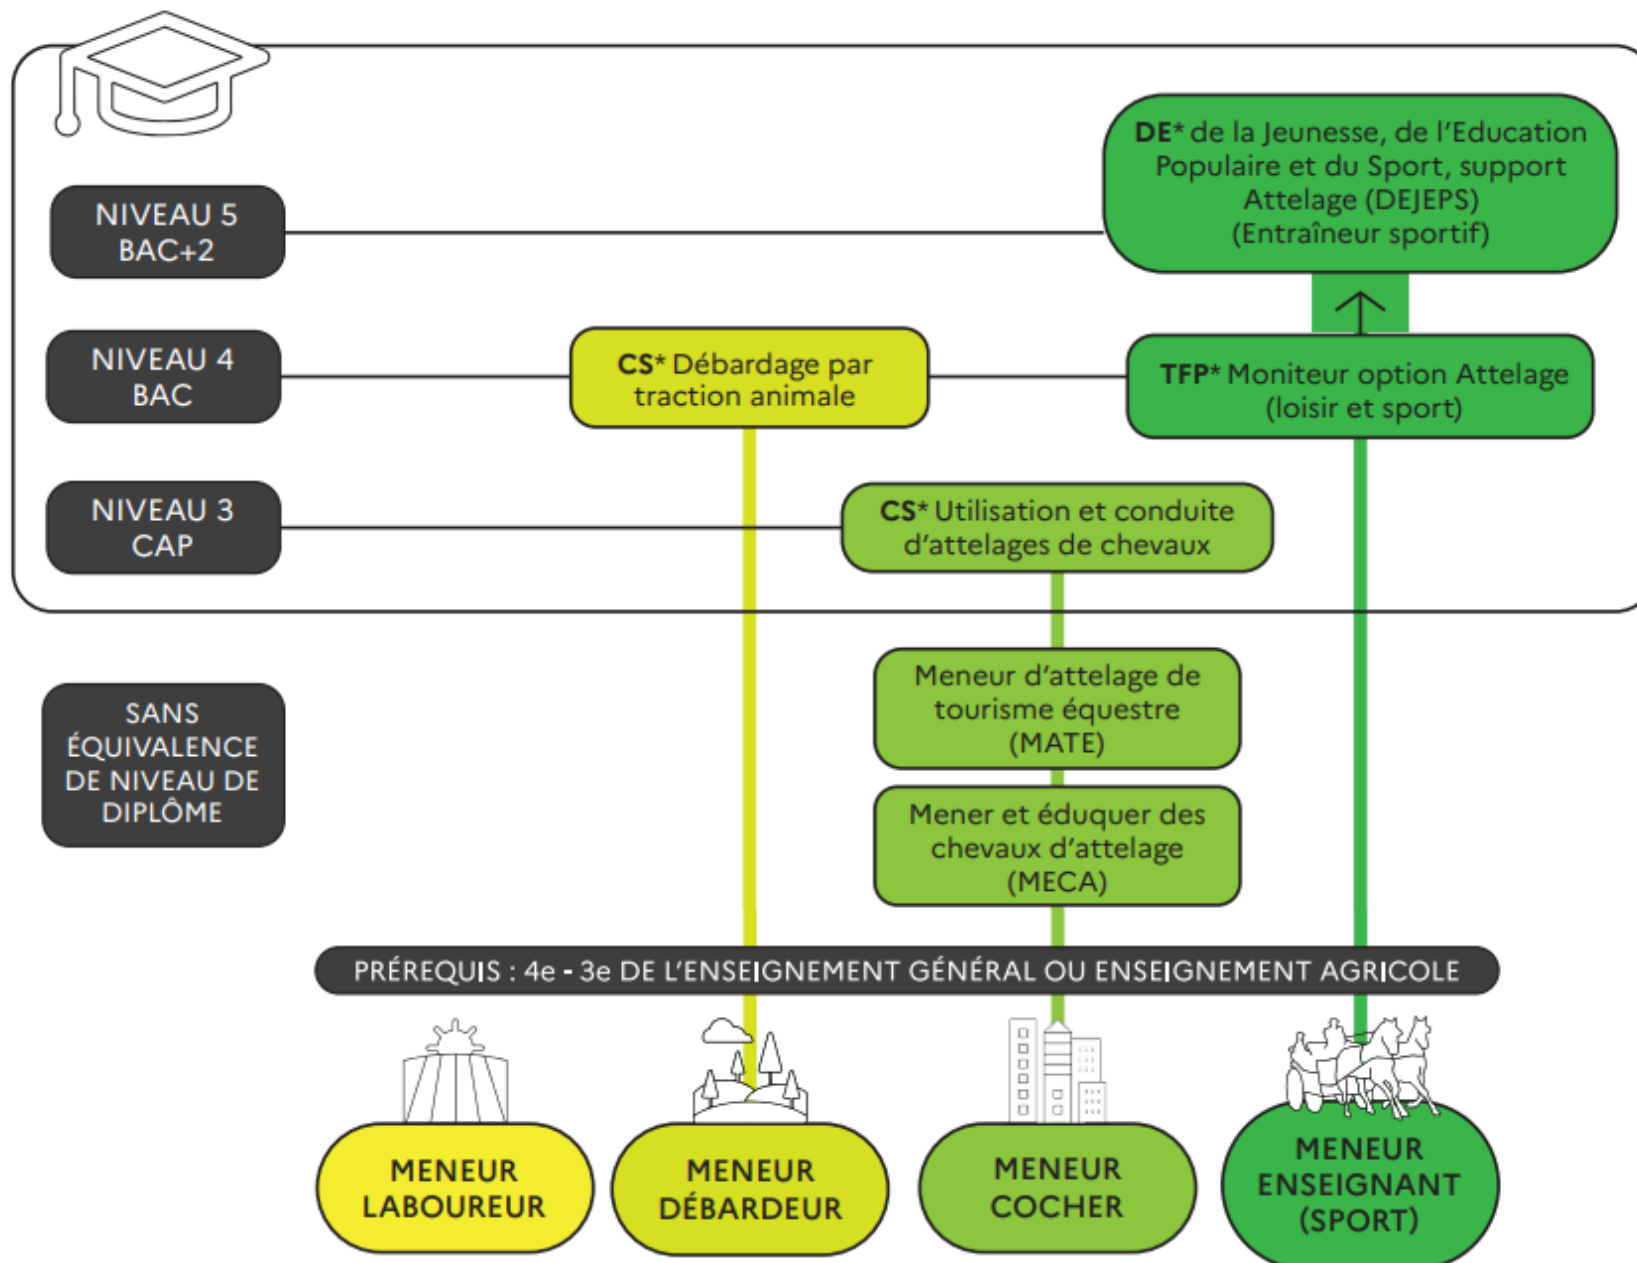 DE* de la Jeunesse, de l'Education
Populaire et du Sport, support
Attelage (DEJEPS)
(Entraîneur sportif)
NIVEAU 5
BAC+2
NIVEAU 4
BAC
CS* Débardage par
traction animale
TFP* Moniteur option Attelage
(loisir et sport)
NIVEAU 3
CAP
CS* Utilisation et conduite
d'attelages de chevaux
SANS
ÉQUIVALENCE
DE NIVEAU DE
DIPLÔME
Meneur d'attelage de
tourisme équestre
(MATE)
Mener et éduquer des
chevaux d'attelage
(MECA)
PRÉREQUIS : 4e - 3e DE L'ENSEIGNEMENT GÉNÉRAL OU ENSEIGNEMENT AGRICOLE
MENEUR
LABOUREUR
MENEUR
DÉBARDEUR
MENEUR
COCHER
MENEUR
ENSEIGNANT
(SPORT)